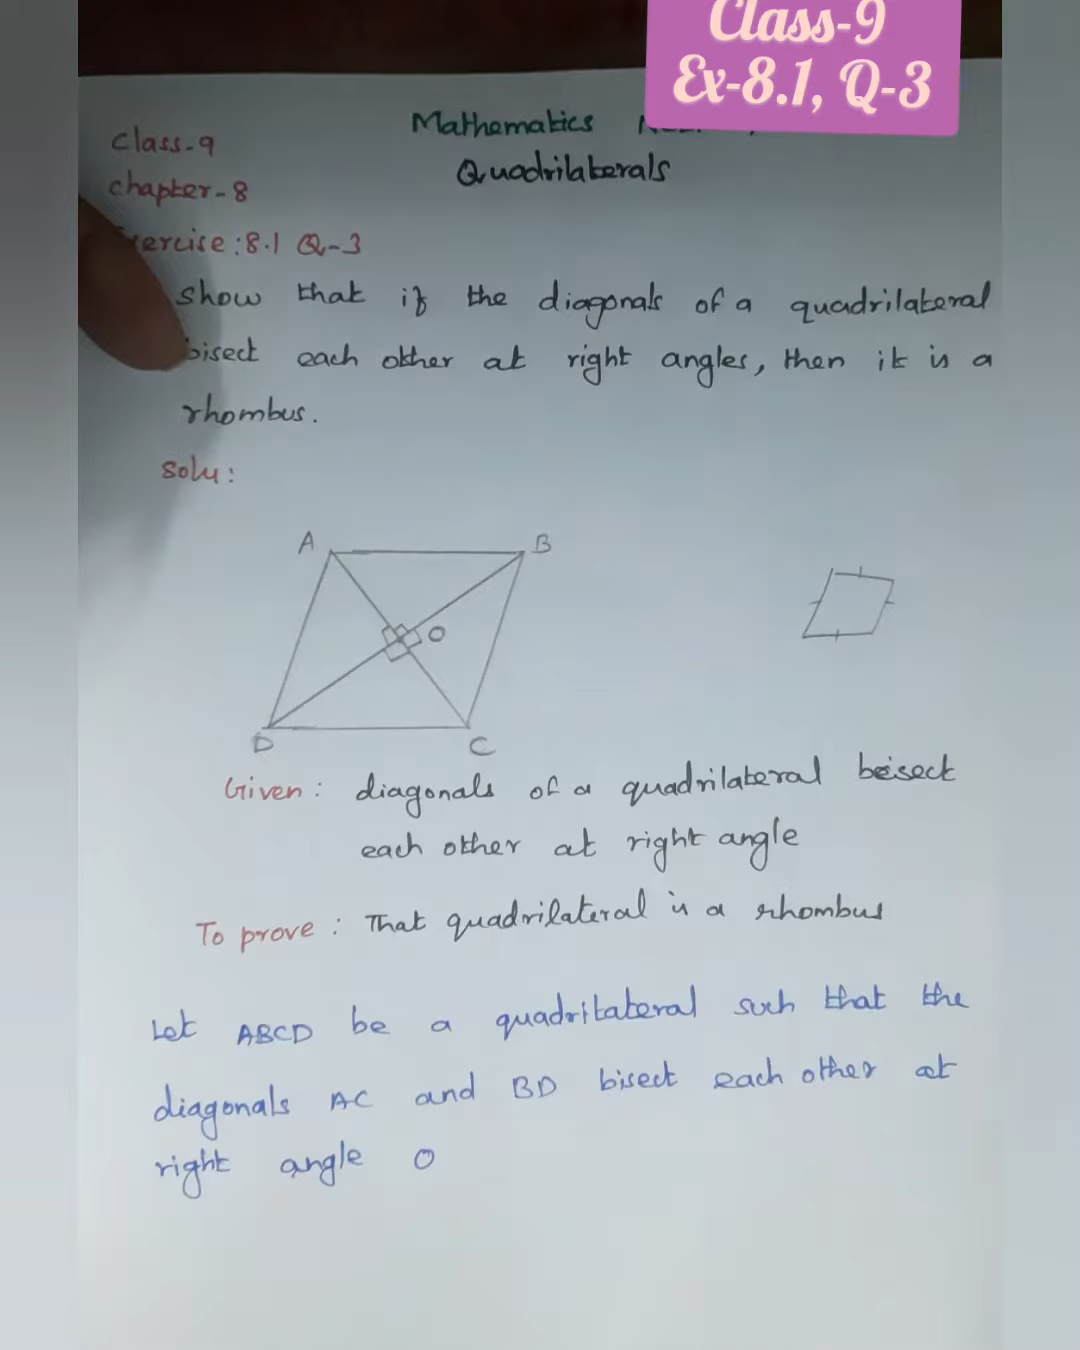 Class-9
Ex-8.1, Q-3
Mathematics
Class-9
Quadrilaterals
chapter-8
ercise:8.1 Q-3
show that if the diagonals of a quadrilateral
bisect each other at right angles, then it is a
rhombus.
Solu:
A B
O
D C
Given: diagonals of a quadrilateral beisect
each other at right angle
To prove: That quadrilateral is a rhombus
Let ABCD be a quadrilateral such that the
diagonals AC and BD bisect each other at
right angle O